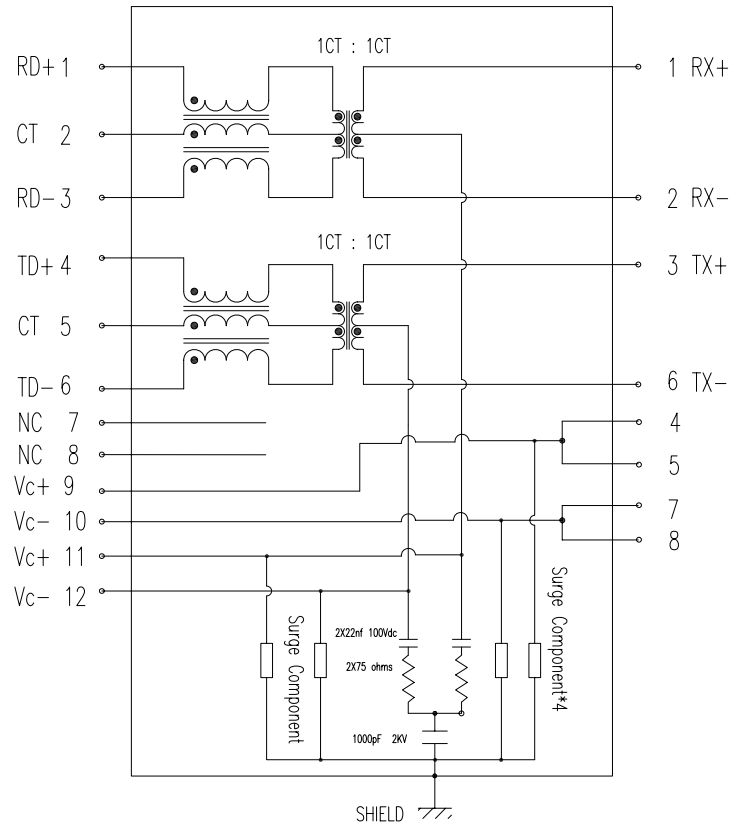 1CT : 1CT
RD+ 1
1 RX+
CT 2
RD- 3
2 RX-
1CT : 1CT
TD+ 4
3 TX+
CT 5
TD- 6
6 TX-
NC 7
4
NC 8
5
Vc+ 9
7
Vc- 10
8
Vc+ 11
Vc- 12
Surge Component
2X22nf 100Vdc
2X75 ohms
Surge Component*4
1000pF 2KV
SHIELD